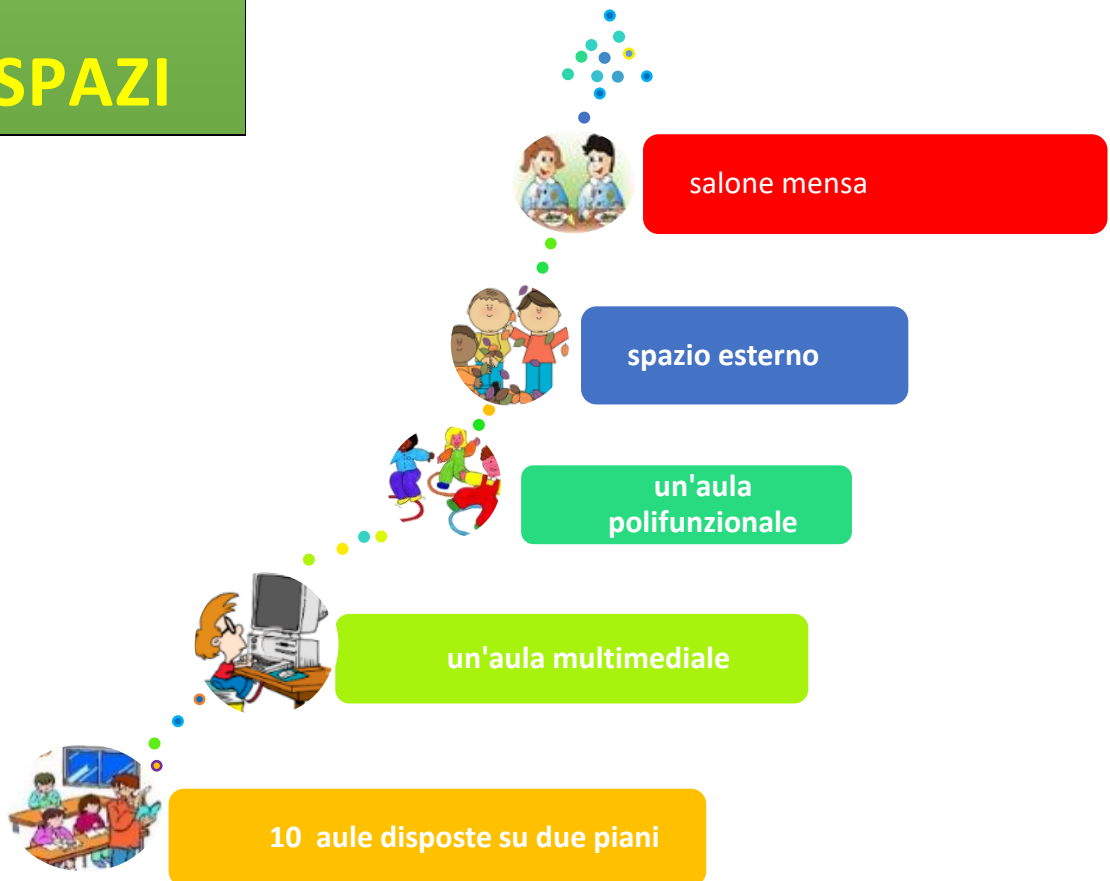 SPAZI
salone mensa
spazio esterno
un'aula
polifunzionale
un'aula multimediale
10  aule disposte su due piani